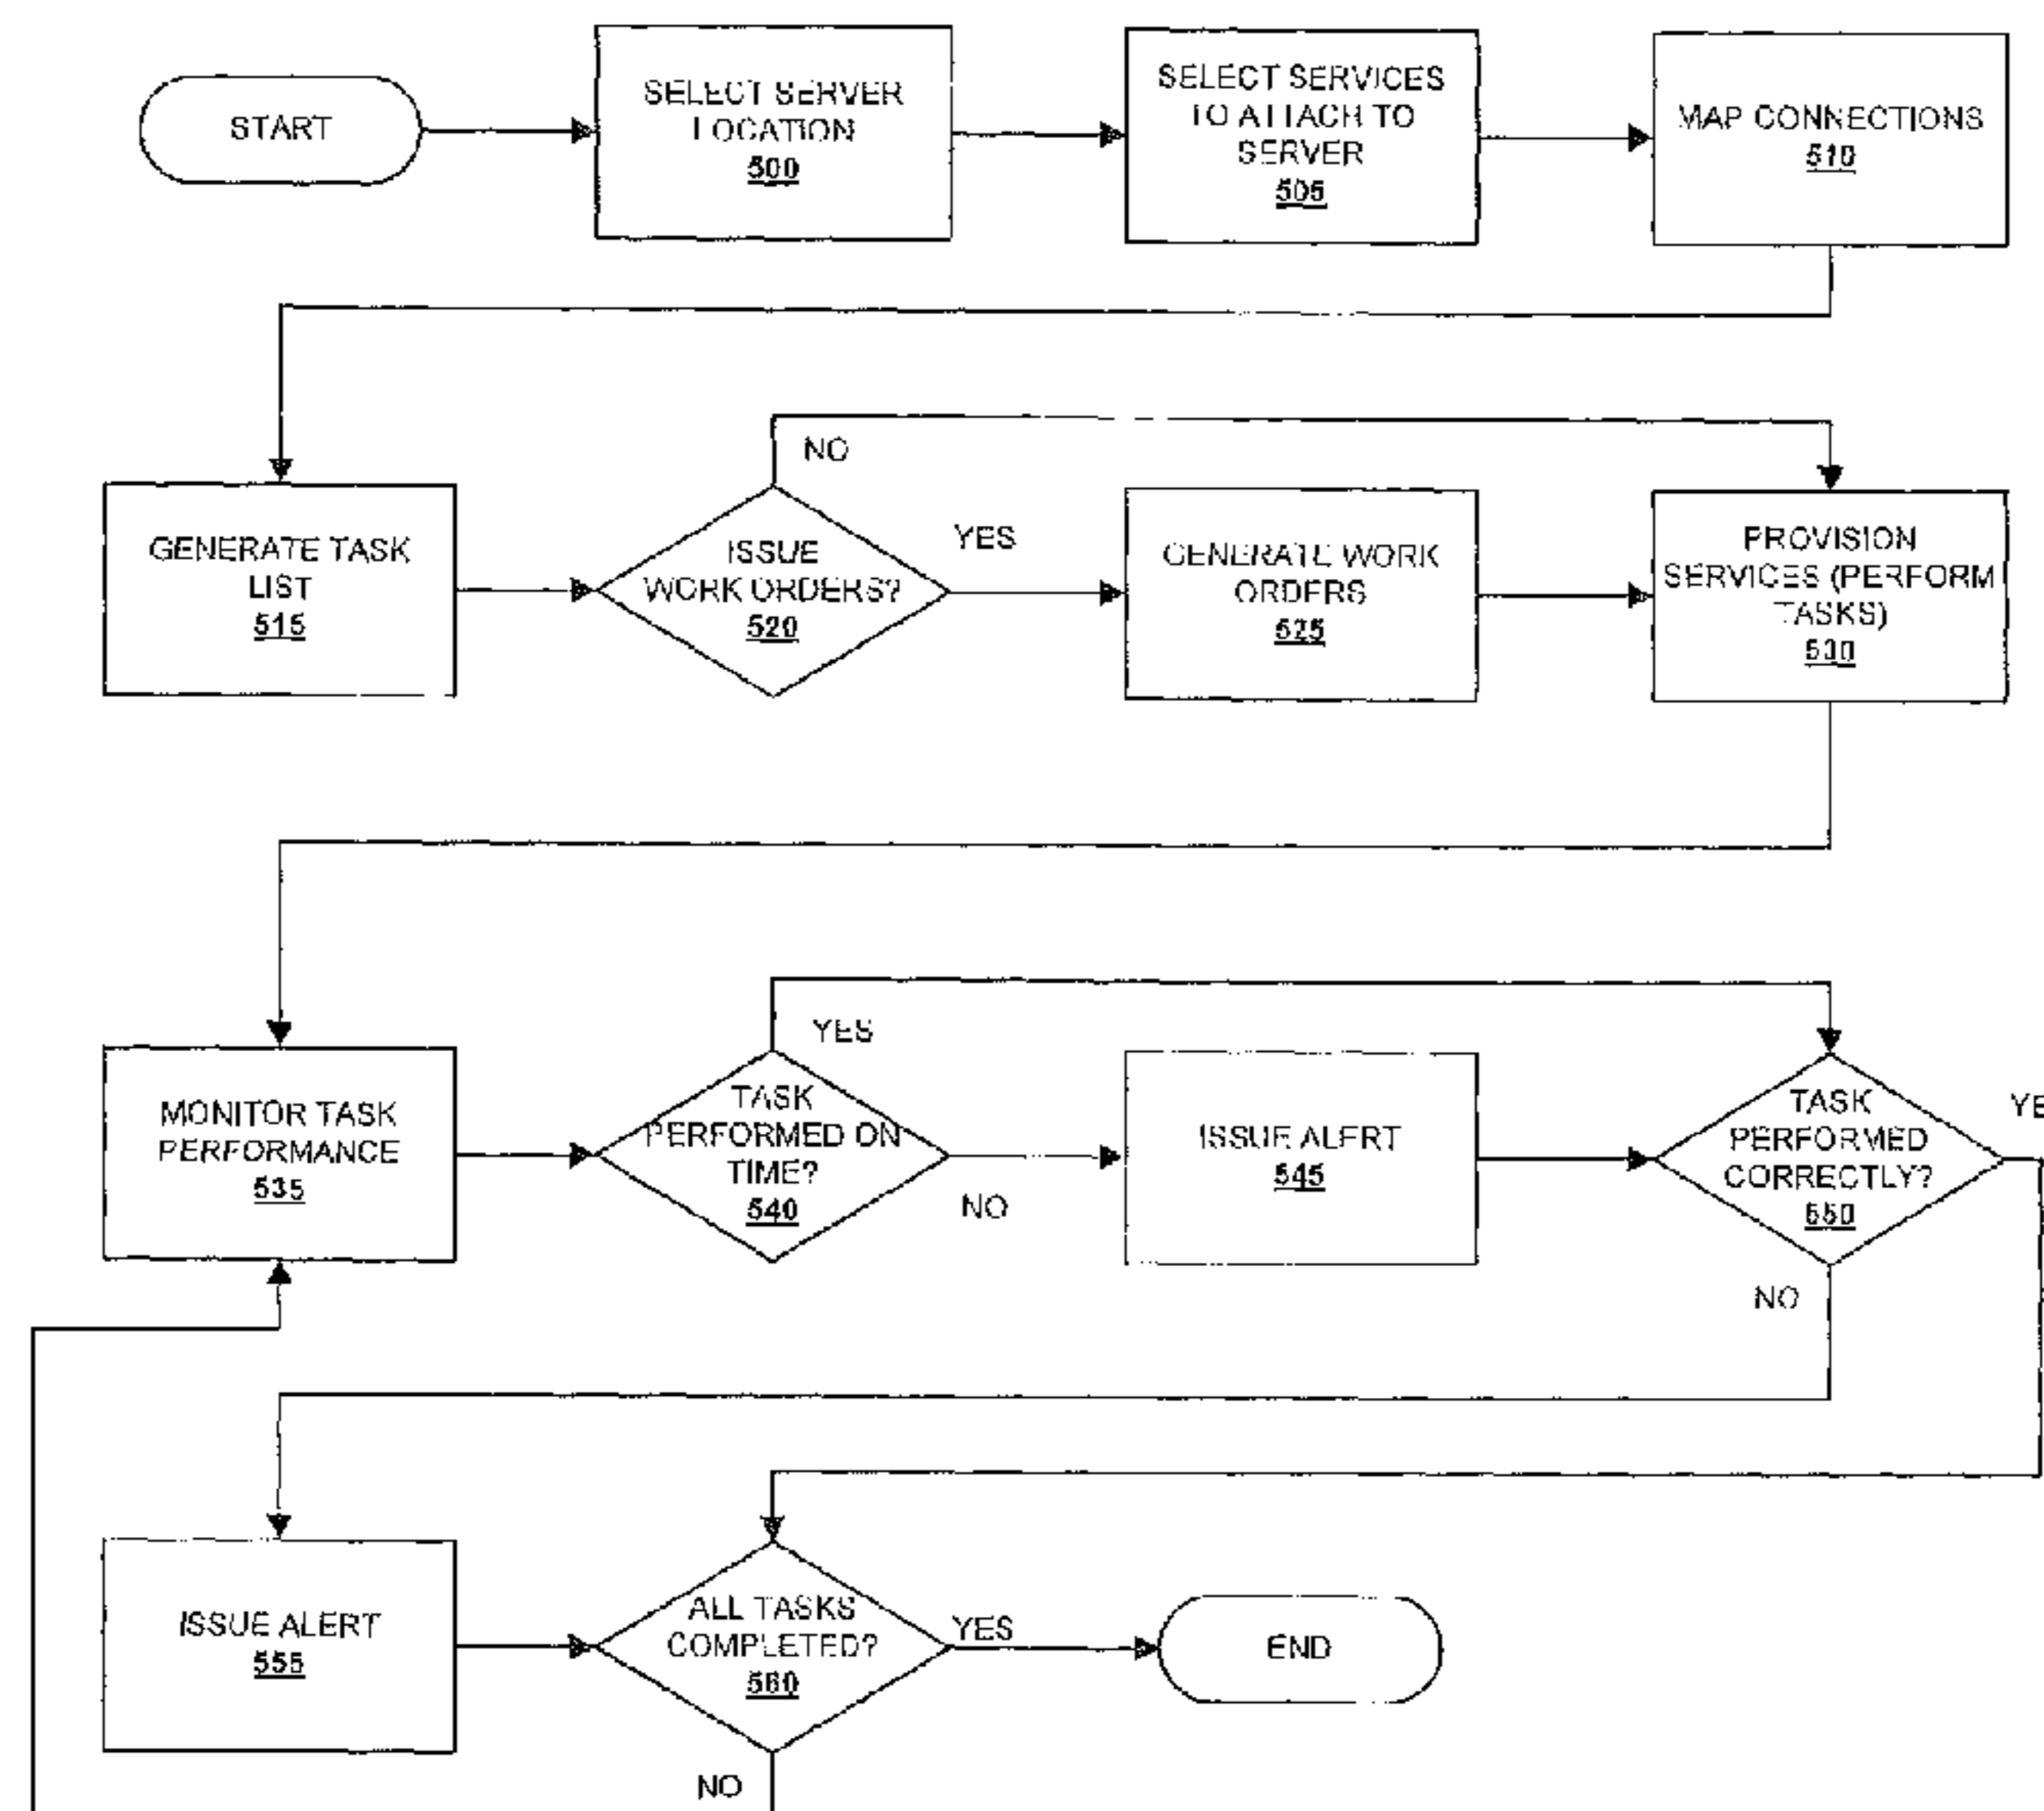 START
SELECT SERVER
LOCATION
500
SELECT SERVICES
TO ATTACH TO
SERVER
505
MAP CONNECTIONS
510
NO
GENERATE TASK
LIST
515
ISSUE
WORK ORDERS?
520
YES
GENERATE WORK
ORDERS
525
PROVISION
SERVICES (PERFORM
TASKS)
530
YES
MONITOR TASK
PERFORMANCE
535
TASK
PERFORMED ON
TIME?
540
NO
ISSUE ALERT
545
TASK
PERFORMED
CORRECTLY?
550
YE
NO
ISSUE ALERT
555
ALL TASKS
COMPLETED?
560
YES
END
NO